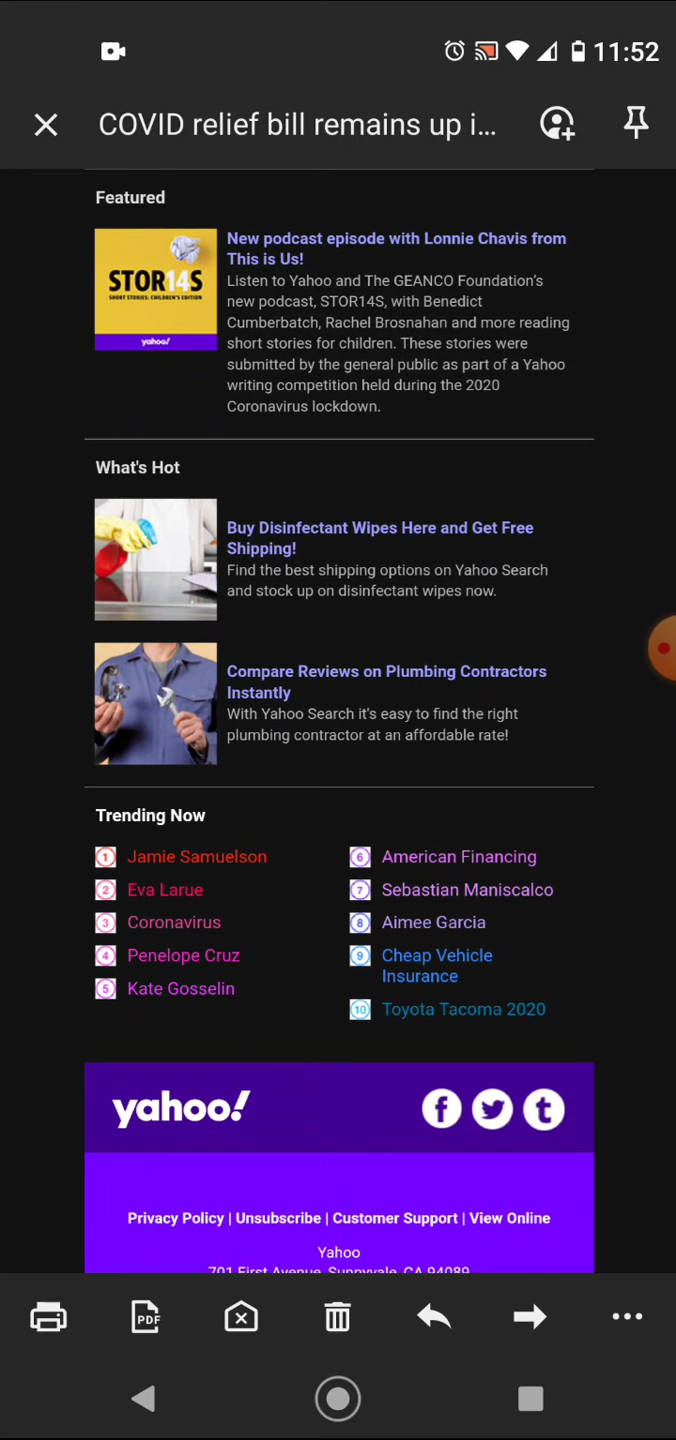 11:52
COVID relief bill remains up i...
Featured
STOR14S
SHORT STORIES: CHILDREN'S EDITION
yahoo!
New podcast episode with Lonnie Chavis from
This is Us!
Listen to Yahoo and The GEANCO Foundation's
new podcast, STOR14S, with Benedict
Cumberbatch, Rachel Brosnahan and more reading
short stories for children. These stories were
submitted by the general public as part of a Yahoo
writing competition held during the 2020
Coronavirus lockdown.
What's Hot
Buy Disinfectant Wipes Here and Get Free
Shipping!
Find the best shipping options on Yahoo Search
and stock up on disinfectant wipes now.
Compare Reviews on Plumbing Contractors
Instantly
With Yahoo Search it's easy to find the right
plumbing contractor at an affordable rate!
Trending Now
1 Jamie Samuelson
2 Eva Larue
3 Coronavirus
4 Penelope Cruz
5 Kate Gosselin
6 American Financing
7 Sebastian Maniscalco
8 Aimee Garcia
9 Cheap Vehicle
Insurance
10 Toyota Tacoma 2020
yahoo!
Privacy Policy | Unsubscribe | Customer Support | View Online
Yahoo
701 First Avenue, Sunnyvale, CA 94089
PDF